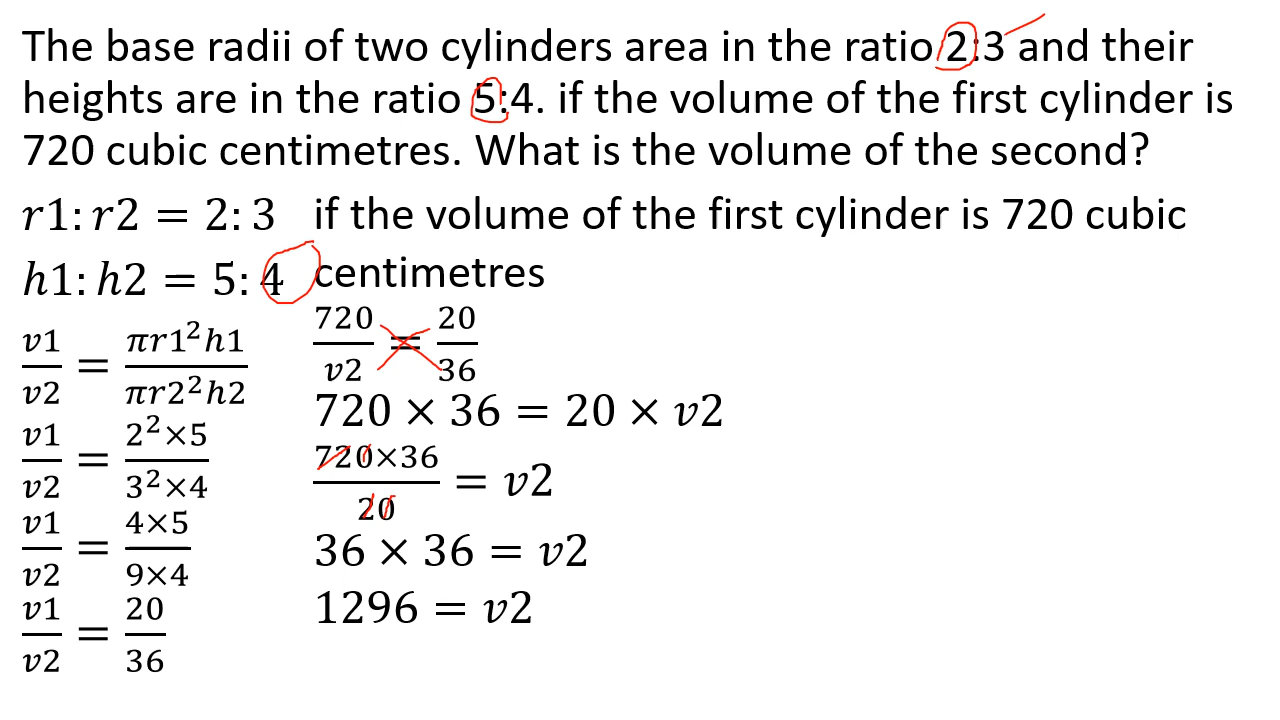 The base radii of two cylinders area in the ratio 2:3 and their
heights are in the ratio 5:4. if the volume of the first cylinder is
720 cubic centimetres. What is the volume of the second?
r1: r2 = 2: 3
h1: h2 = 5: 4
v1/v2 = πr1²h1/πr2²h2
v1/v2 = 2²×5/3²×4
v1/v2 = 4×5/9×4
v1/v2 = 20/36
if the volume of the first cylinder is 720 cubic
centimetres
720/v2 = 20/36
720 × 36 = 20 × v2
720×36/20 = v2
36 × 36 = v2
1296 = v2